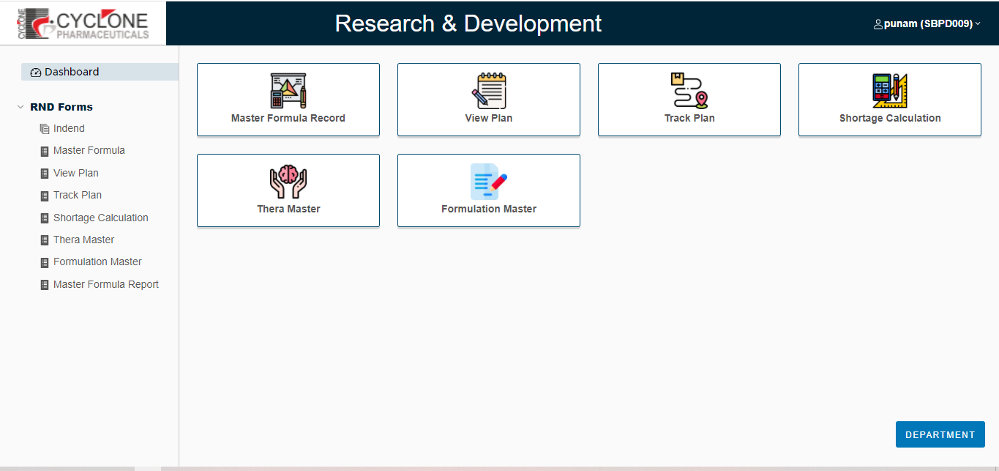 CYCLONE
CYCLONE
PHARMACEUTICALS
Research & Development
punam (SBPD009)
Dashboard
RND Forms
Indend
Master Formula
View Plan
Track Plan
Shortage Calculation
Thera Master
Formulation Master
Master Formula Report
Master Formula Record
View Plan
Track Plan
Shortage Calculation
Thera Master
Formulation Master
DEPARTMENT